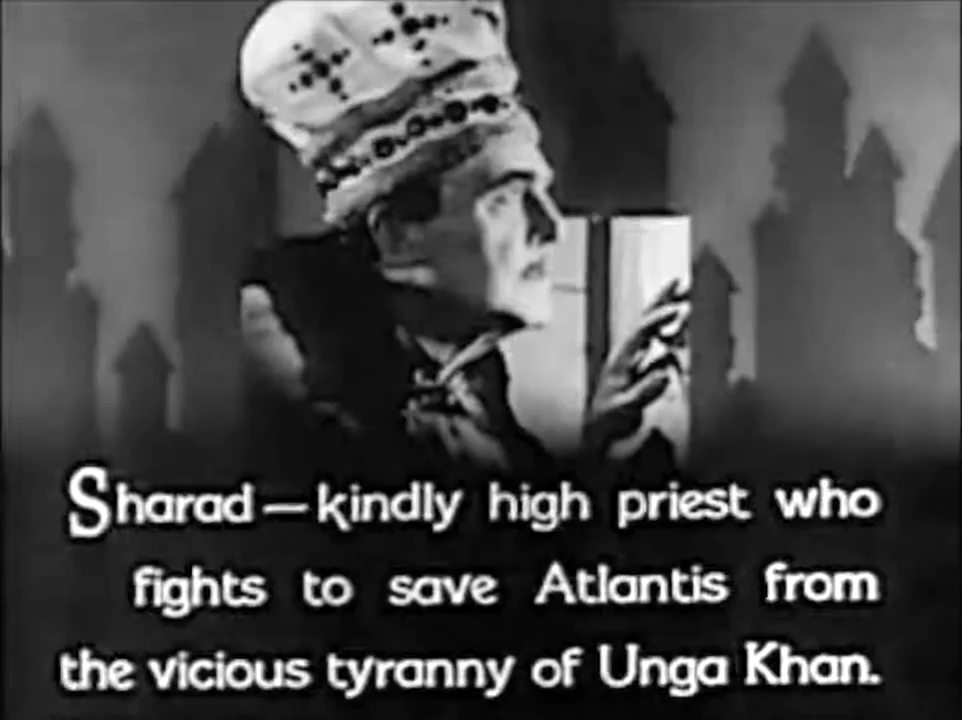 Sharad—kindly high priest who
fights to save Atlantis from
the vicious tyranny of Unga Khan.